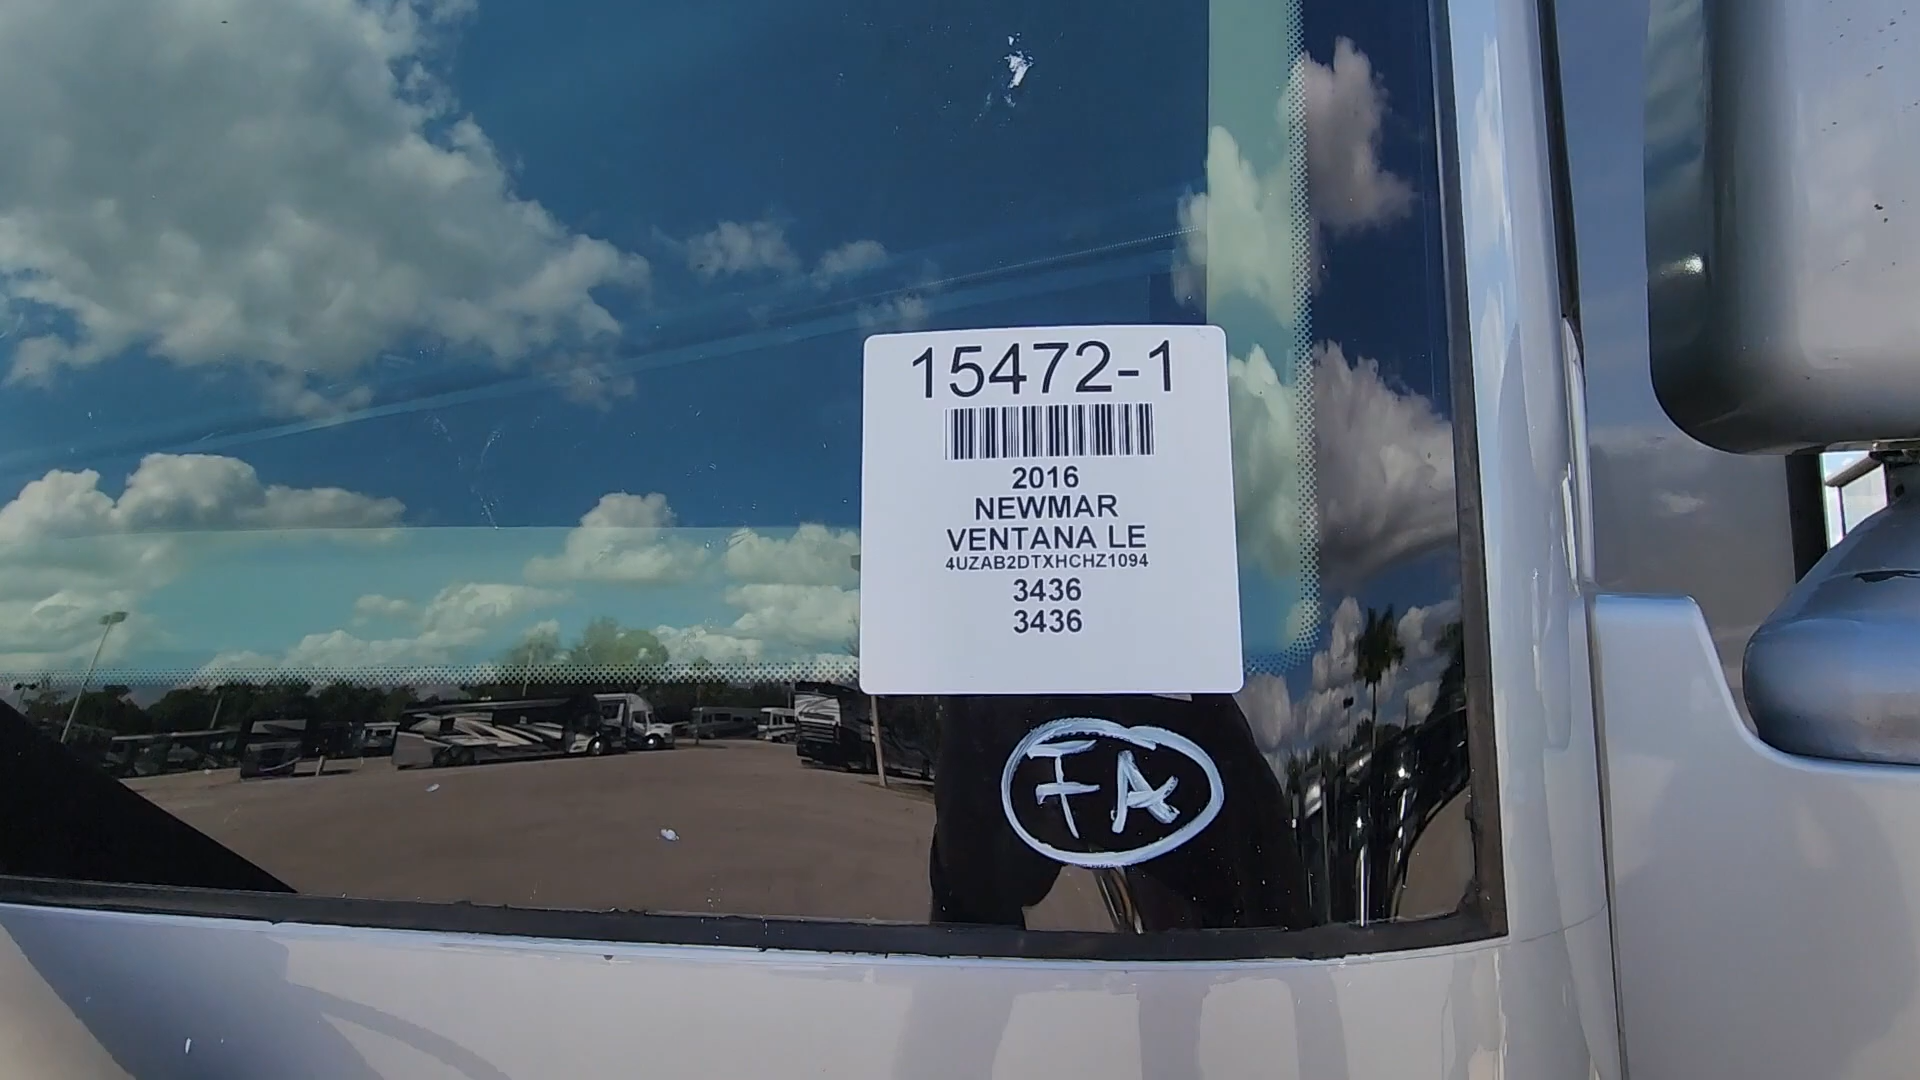 15472-1
2016
NEWMAR
VENTANA LE
4UZAB2DTXHCHZ1094
3436
3436
FA